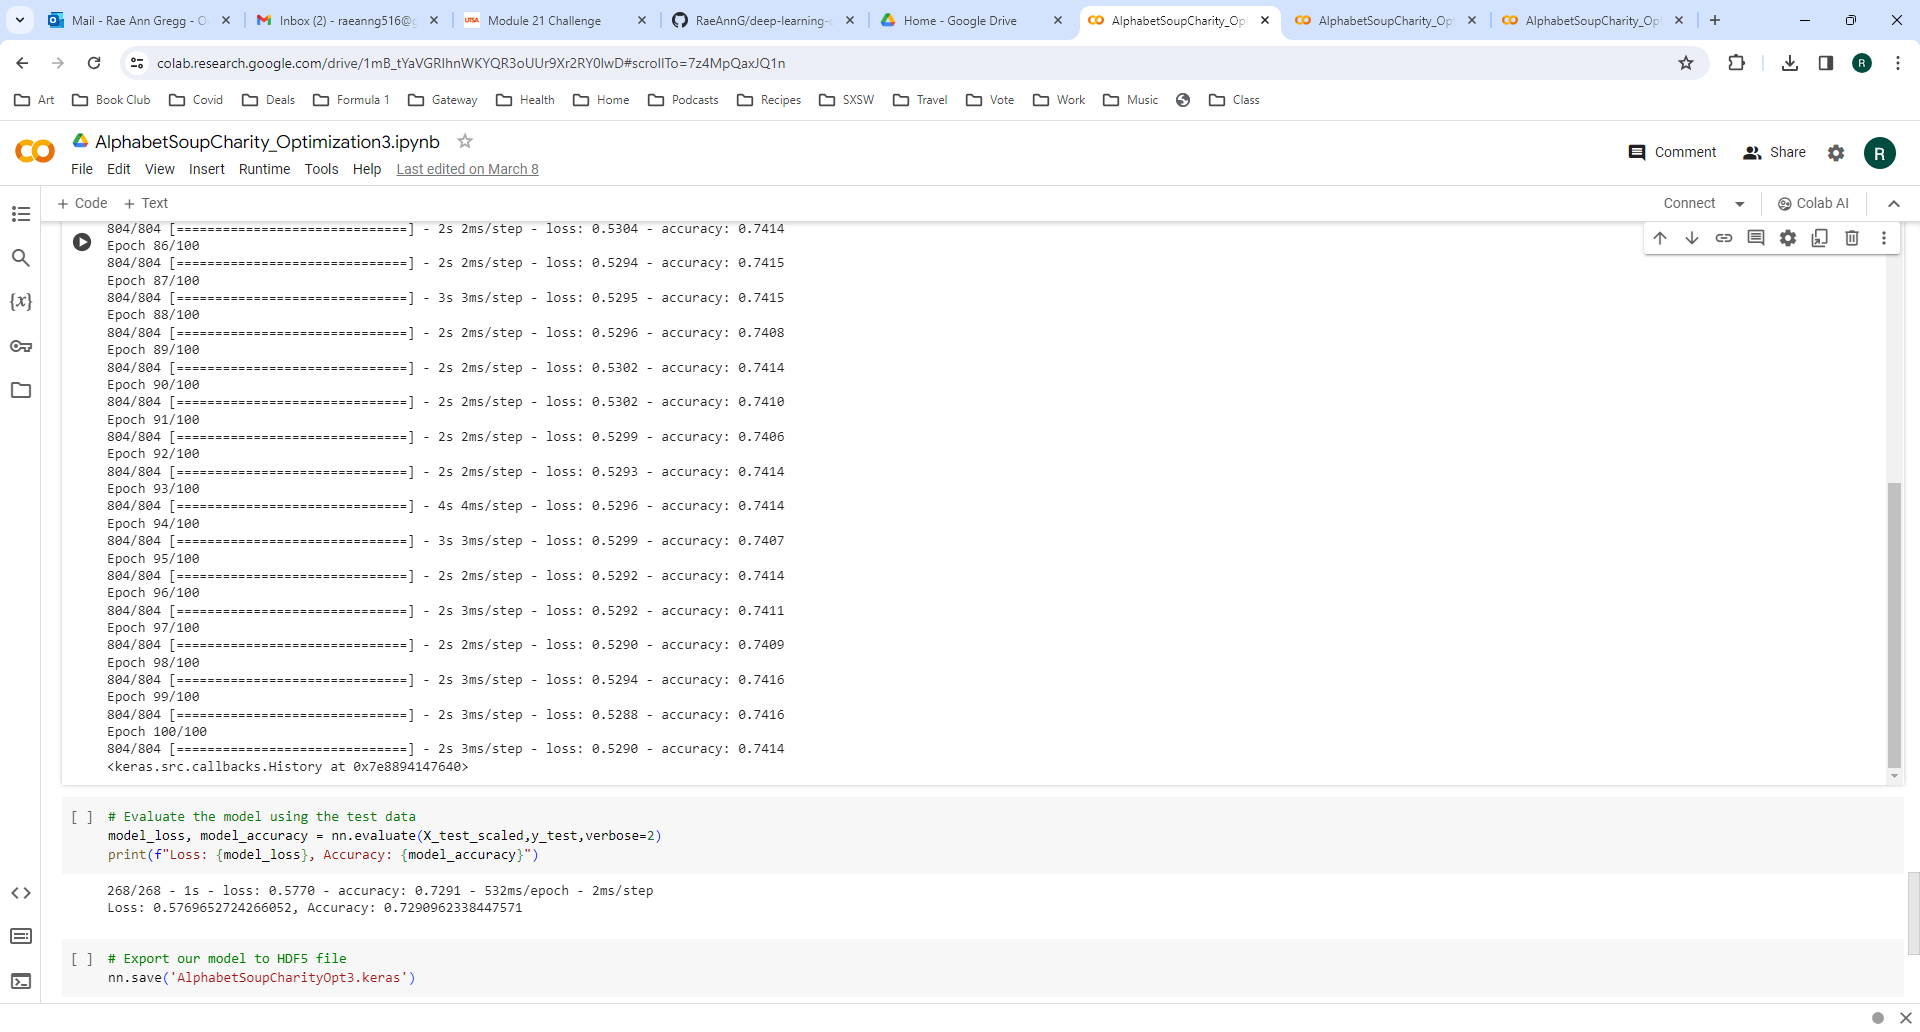 Mail - Rae Ann Gregg - O
Inbox (2) - raeanng516@g
Module 21 Challenge
RaeAnnG/deep-learning-c
Home - Google Drive
AlphabetSoupCharity_Opt
AlphabetSoupCharity_Opt
AlphabetSoupCharity_Opt
colab.research.google.com/drive/1mB_tYaVGRIhnWKYQR3oUUr9Xr2RY0lwD#scrollTo=7z4MpQaxJQ1n
R
Art Book Club Covid Deals Formula 1 Gateway Health Home Podcasts Recipes SXSW Travel Vote Work Music Class
AlphabetSoupCharity_Optimization3.ipynb
File Edit View Insert Runtime Tools Help Last edited on March 8
Comment Share R
+ Code + Text
Connect Colab AI
804/804 [==============================] - 2s 2ms/step - loss: 0.5304 - accuracy: 0.7414
Epoch 86/100
804/804 [==============================] - 2s 2ms/step - loss: 0.5294 - accuracy: 0.7415
Epoch 87/100
804/804 [==============================] - 3s 3ms/step - loss: 0.5295 - accuracy: 0.7415
Epoch 88/100
804/804 [==============================] - 2s 2ms/step - loss: 0.5296 - accuracy: 0.7408
Epoch 89/100
804/804 [==============================] - 2s 2ms/step - loss: 0.5302 - accuracy: 0.7414
Epoch 90/100
804/804 [==============================] - 2s 2ms/step - loss: 0.5302 - accuracy: 0.7410
Epoch 91/100
804/804 [==============================] - 2s 2ms/step - loss: 0.5299 - accuracy: 0.7406
Epoch 92/100
804/804 [==============================] - 2s 2ms/step - loss: 0.5293 - accuracy: 0.7414
Epoch 93/100
804/804 [==============================] - 4s 4ms/step - loss: 0.5296 - accuracy: 0.7414
Epoch 94/100
804/804 [==============================] - 3s 3ms/step - loss: 0.5299 - accuracy: 0.7407
Epoch 95/100
804/804 [==============================] - 2s 2ms/step - loss: 0.5292 - accuracy: 0.7414
Epoch 96/100
804/804 [==============================] - 2s 3ms/step - loss: 0.5292 - accuracy: 0.7411
Epoch 97/100
804/804 [==============================] - 2s 2ms/step - loss: 0.5290 - accuracy: 0.7409
Epoch 98/100
804/804 [==============================] - 2s 3ms/step - loss: 0.5294 - accuracy: 0.7416
Epoch 99/100
804/804 [==============================] - 2s 3ms/step - loss: 0.5288 - accuracy: 0.7416
Epoch 100/100
804/804 [==============================] - 2s 3ms/step - loss: 0.5290 - accuracy: 0.7414
<keras.src.callbacks.History at 0x7e8894147640>
[ ] # Evaluate the model using the test data
model_loss, model_accuracy = nn.evaluate(X_test_scaled,y_test,verbose=2)
print(f"Loss: {model_loss}, Accuracy: {model_accuracy}")
268/268 - 1s - loss: 0.5770 - accuracy: 0.7291 - 532ms/epoch - 2ms/step
Loss: 0.5769652724266052, Accuracy: 0.7290962338447571
[ ] # Export our model to HDF5 file
nn.save('AlphabetSoupCharityOpt3.keras')